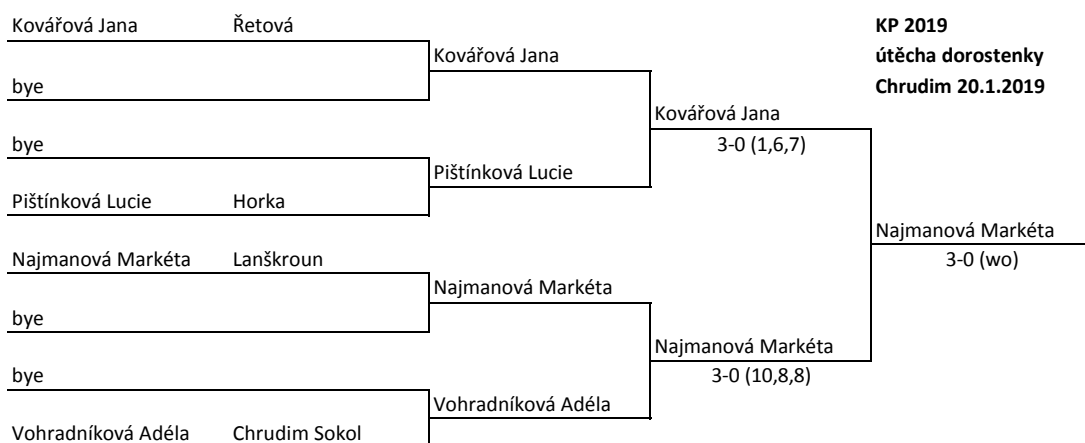 Kovářová Jana Řetová
KP 2019
Kovářová Jana
útěcha dorostenky
bye
Chrudim 20.1.2019
Kovářová Jana
bye
3-0 (1,6,7)
Pištínková Lucie
Pištínková Lucie Horka
Najmanová Markéta
Najmanová Markéta Lanškroun
3-0 (wo)
Najmanová Markéta
bye
Najmanová Markéta
bye
3-0 (10,8,8)
Vohradníková Adéla
Vohradníková Adéla Chrudim Sokol